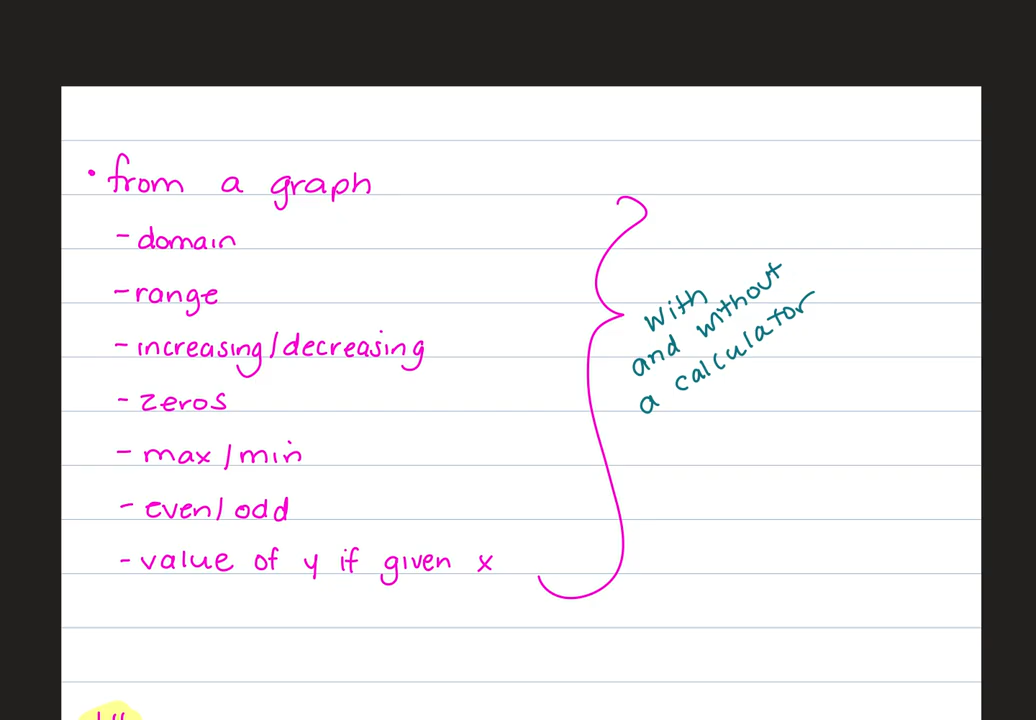 • from a graph
- domain
- range
- increasing/decreasing
- zeros
- max/min
- even/odd
- value of y if given x
with
and without
a calculator